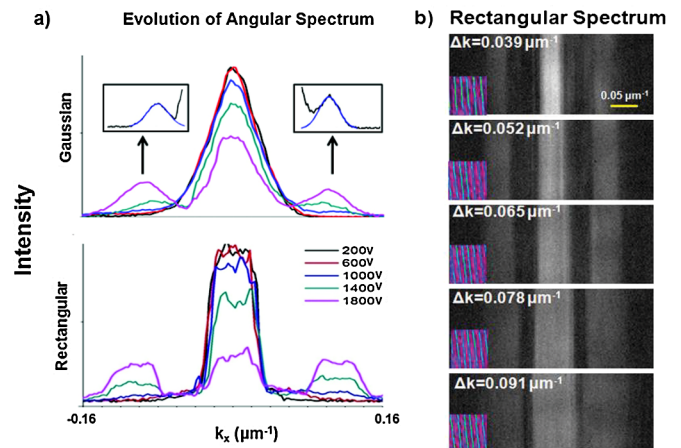 a)
Evolution of Angular Spectrum
Gaussian
Rectangular
Intensity
200V
600V
1000V
1400V
1800V
-0.16
0.16
kx (μm-1)
b)
Rectangular Spectrum
Δk=0.039 μm-1
0.05 μm-1
Δk=0.052 μm-1
Δk=0.065 μm-1
Δk=0.078 μm-1
Δk=0.091 μm-1